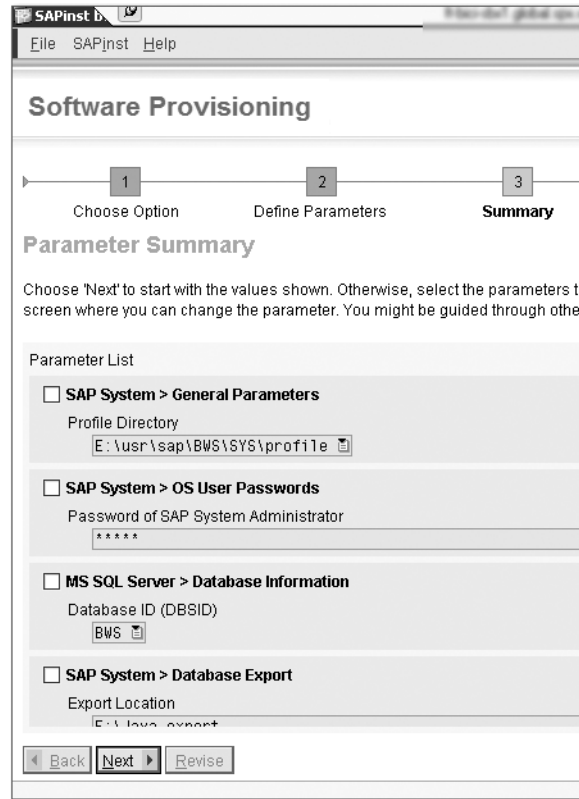 SAPinst
File SAPinst Help
Software Provisioning
1 2 3
Choose Option Define Parameters Summary
Parameter Summary
Choose 'Next' to start with the values shown. Otherwise, select the parameters
screen where you can change the parameter. You might be guided through
Parameter List
SAP System > General Parameters
Profile Directory
E:\usr\sap\BWS\SYS\profile
SAP System > OS User Passwords
Password of SAP System Administrator
*****
MS SQL Server > Database Information
Database ID (DBSID)
BWS
SAP System > Database Export
Export Location
E:\Java_export
Back Next Revise